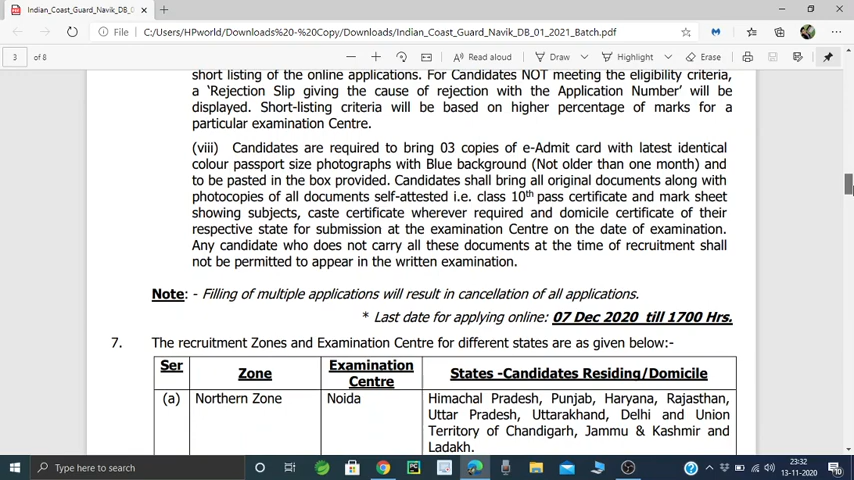 Indian_Coast_Guard_Navik_DB_0
File
C:/Users/HPworld/Downloads%20-%20Copy/Downloads/Indian_Coast_Guard_Navik_DB_01_2021_Batch.pdf
3 of 8
Read aloud
Draw
Highlight
Erase
short listing of the online applications. For Candidates NOT meeting the eligibility criteria,
a 'Rejection Slip giving the cause of rejection with the Application Number' will be
displayed. Short-listing criteria will be based on higher percentage of marks for a
particular examination Centre.
(viii) Candidates are required to bring 03 copies of e-Admit card with latest identical
colour passport size photographs with Blue background (Not older than one month) and
to be pasted in the box provided. Candidates shall bring all original documents along with
photocopies of all documents self-attested i.e. class 10th pass certificate and mark sheet
showing subjects, caste certificate wherever required and domicile certificate of their
respective state for submission at the examination Centre on the date of examination.
Any candidate who does not carry all these documents at the time of recruitment shall
not be permitted to appear in the written examination.
Note: - Filling of multiple applications will result in cancellation of all applications.
* Last date for applying online: 07 Dec 2020 till 1700 Hrs.
7. The recruitment Zones and Examination Centre for different states are as given below:-
Ser
Zone
Examination
Centre
States -Candidates Residing/Domicile
(a)
Northern Zone
Noida
Himachal Pradesh, Punjab, Haryana, Rajasthan,
Uttar Pradesh, Uttarakhand, Delhi and Union
Territory of Chandigarh, Jammu & Kashmir and
Ladakh.
Type here to search
23:32
13-11-2020
10